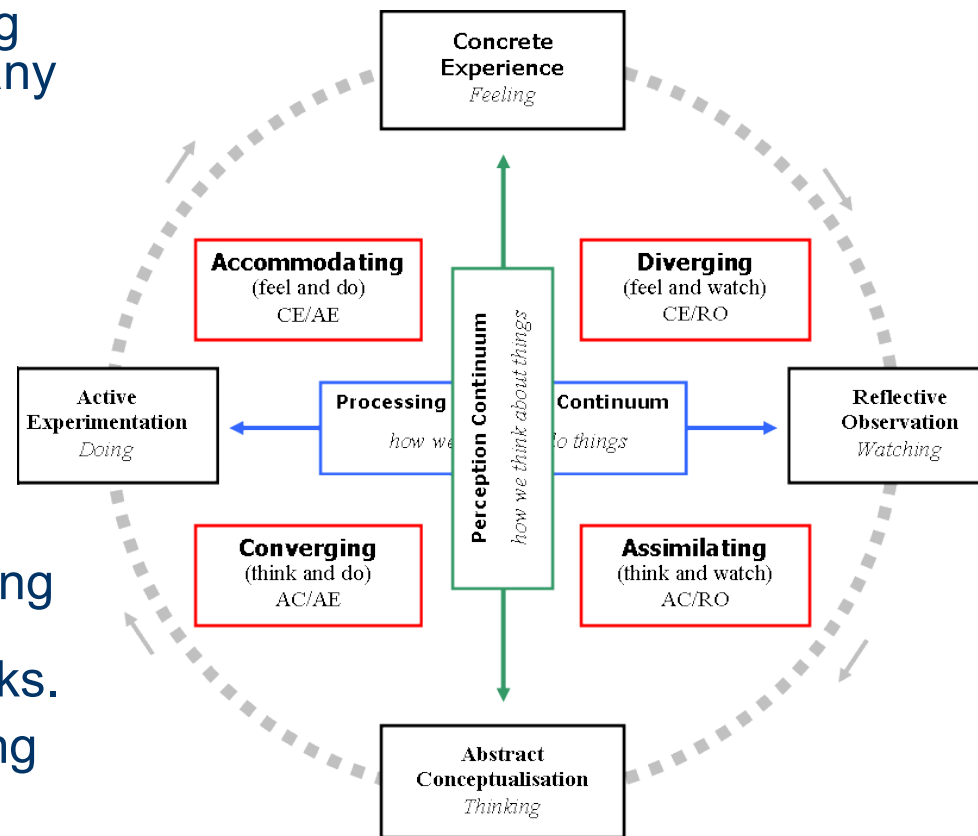 ng
any
Concrete
Experience
Feeling
Accommodating
(feel and do)
CE/AE
Diverging
(feel and watch)
CE/RO
Active
Experimentation
Doing
Processing Continuum
how we do things
Perception Continuum
how we think about things
Reflective
Observation
Watching
Converging
(think and do)
AC/AE
Assimilating
(think and watch)
AC/RO
ng
ks.
ng
Abstract
Conceptualisation
Thinking